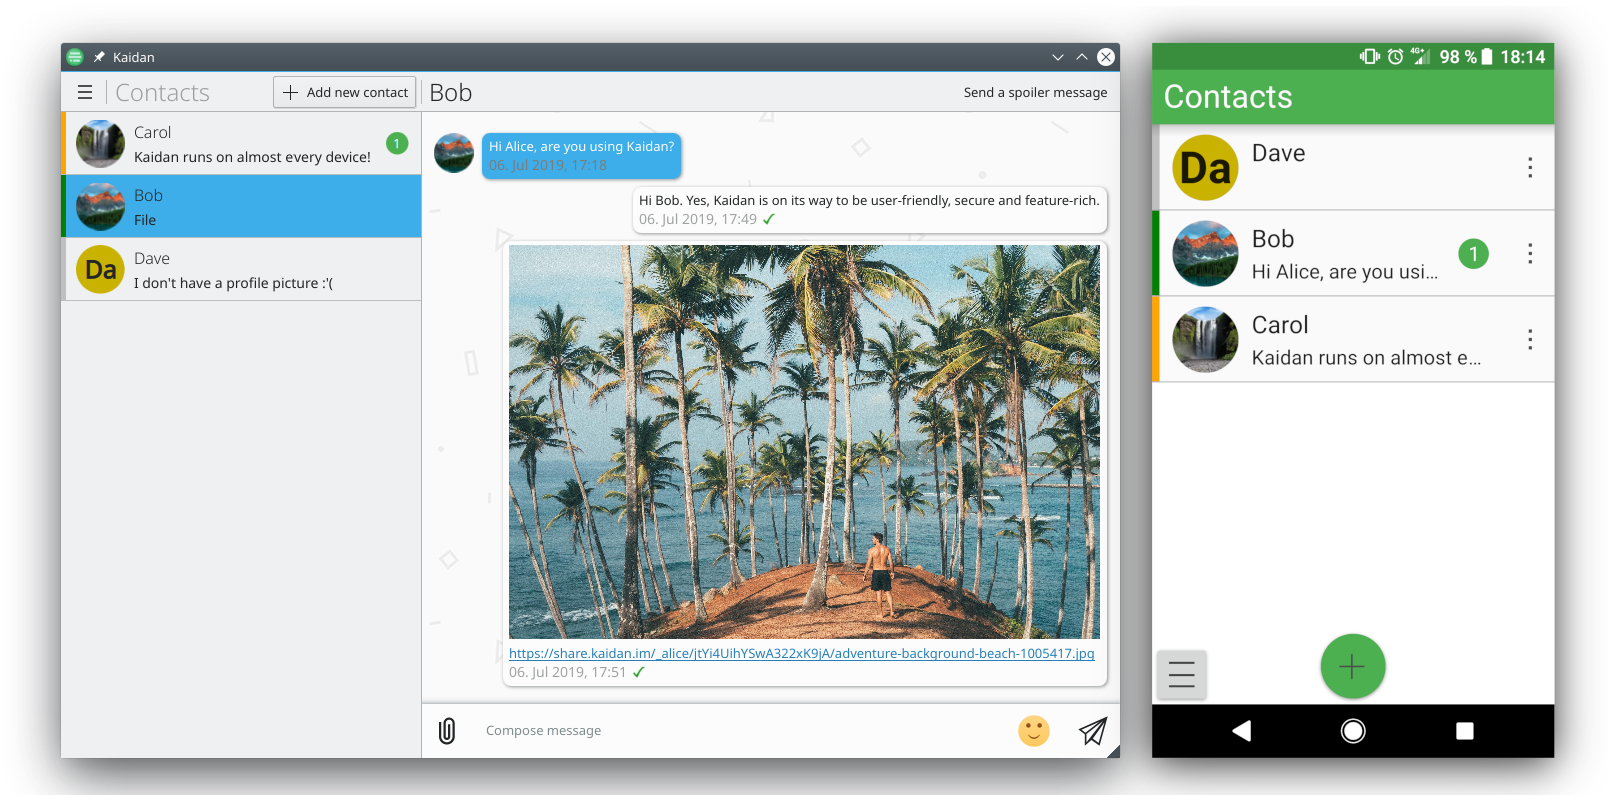 Kaidan
Contacts
Add new contact
Bob
Send a spoiler message
Carol
Kaidan runs on almost every device!
1
Bob
File
Da
Dave
I don't have a profile picture :'(
Hi Alice, are you using Kaidan?
06. Jul 2019, 17:18
Hi Bob. Yes, Kaidan is on its way to be user-friendly, secure and feature-rich.
06. Jul 2019, 17:49 ✓
https://share.kaidan.im/_alice/jtYi4UihYSwA322xK9jA/adventure-background-beach-1005417.jpg
06. Jul 2019, 17:51 ✓
Compose message
4G+ 98 % 18:14
Contacts
Da
Dave
Bob
Hi Alice, are you usi...
1
Carol
Kaidan runs on almost e...